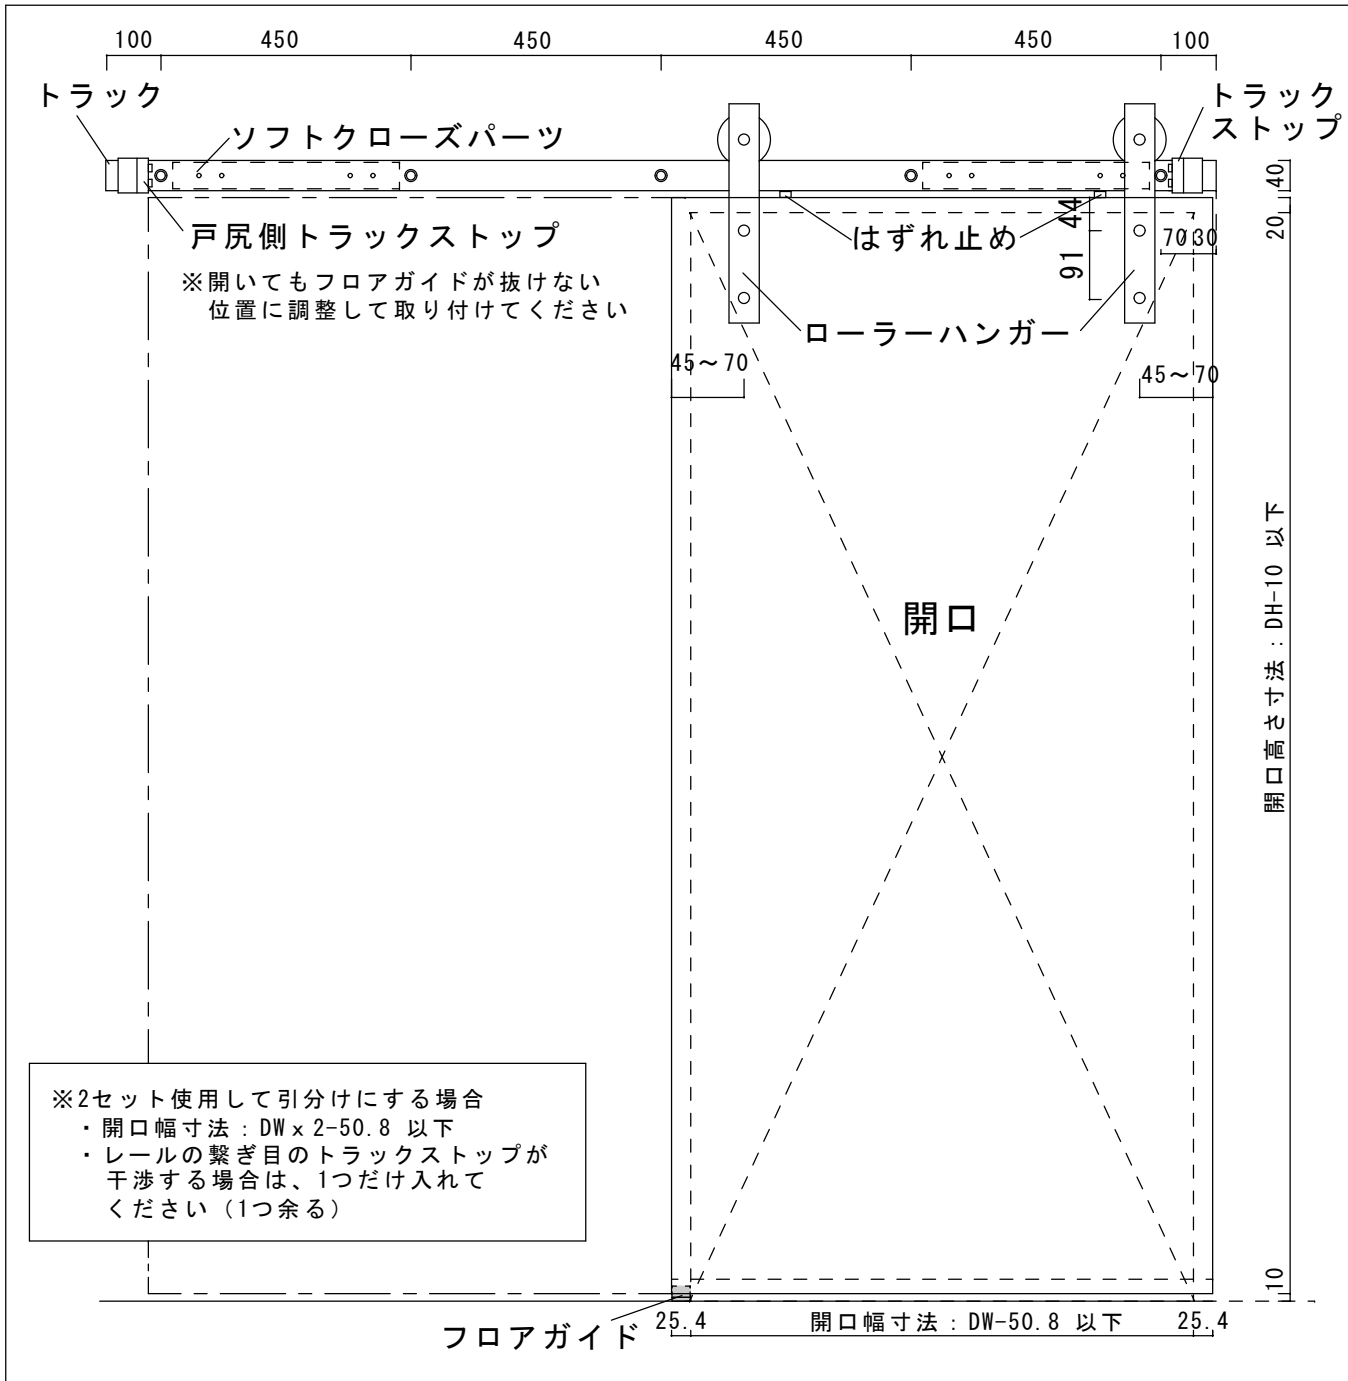 100 450 450 450 450 100
トラック
トラック
ストップ
ソフトクローズパーツ
40
戸尻側トラックストップ
はずれ止め
44
70 30
20
※開いてもフロアガイドが抜けない
位置に調整して取り付けてください
91
ローラーハンガー
45～70
45～70
開口
開口高さ寸法：DH-10 以下
※2セット使用して引分けにする場合
・開口幅寸法：DWx2-50.8 以下
・レールの繋ぎ目のトラックストップが
干渉する場合は、1つだけ入れて
ください（1つ余る）
10
フロアガイド
25.4
開口幅寸法：DW-50.8 以下
25.4